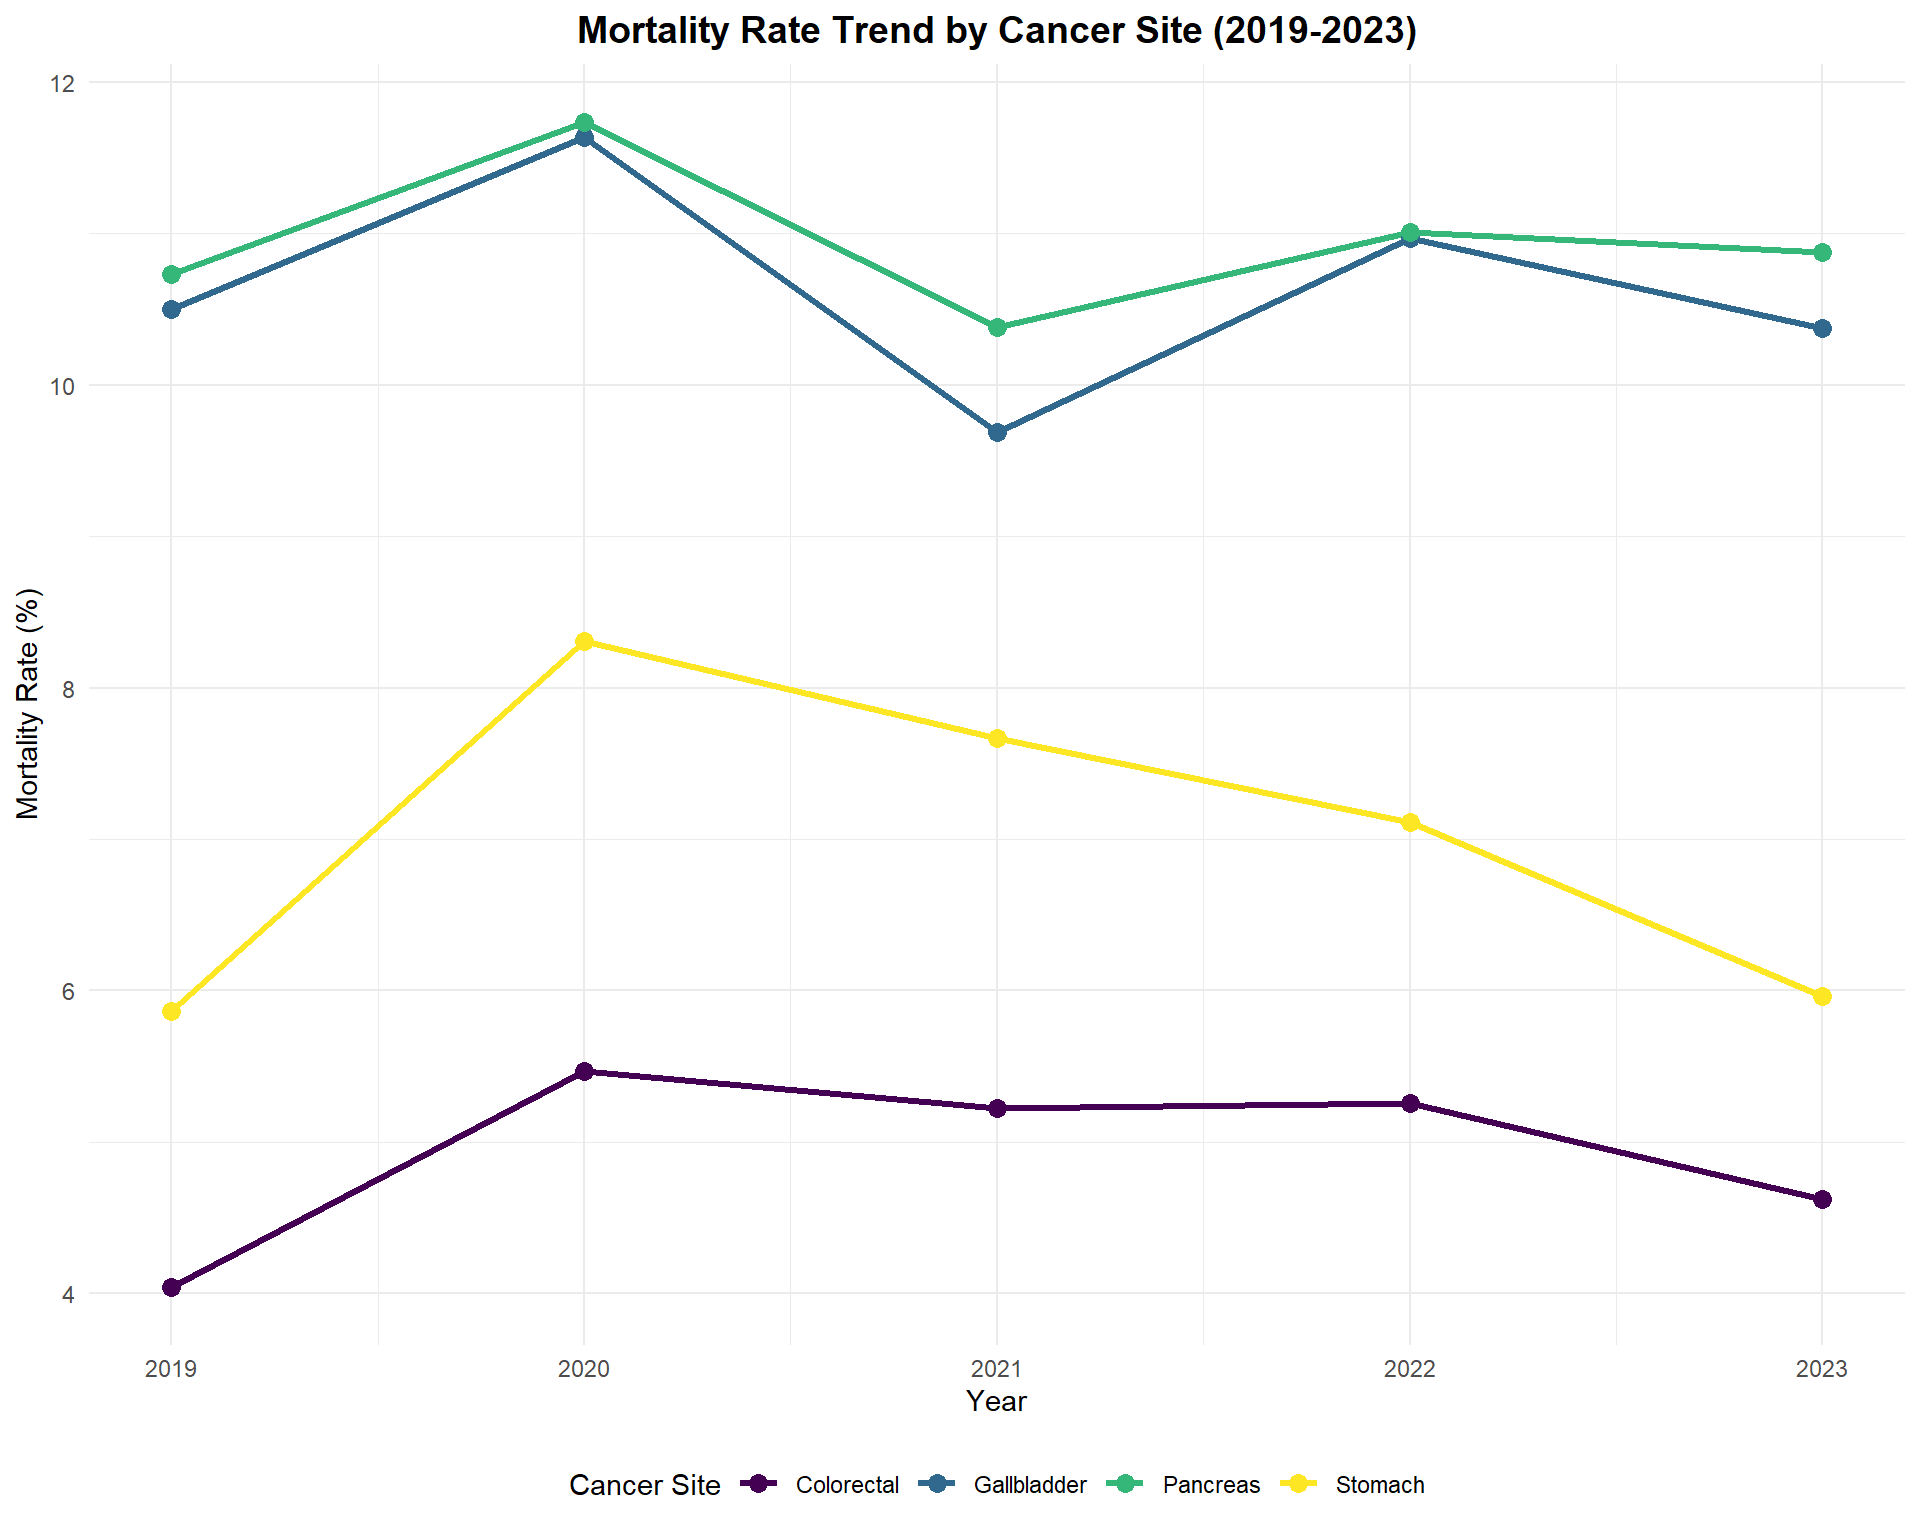 Mortality Rate Trend by Cancer Site (2019-2023)
12
10
8
6
4
Mortality Rate (%)
2019 2020 2021 2022 2023
Year
Cancer Site Colorectal Gallbladder Pancreas Stomach